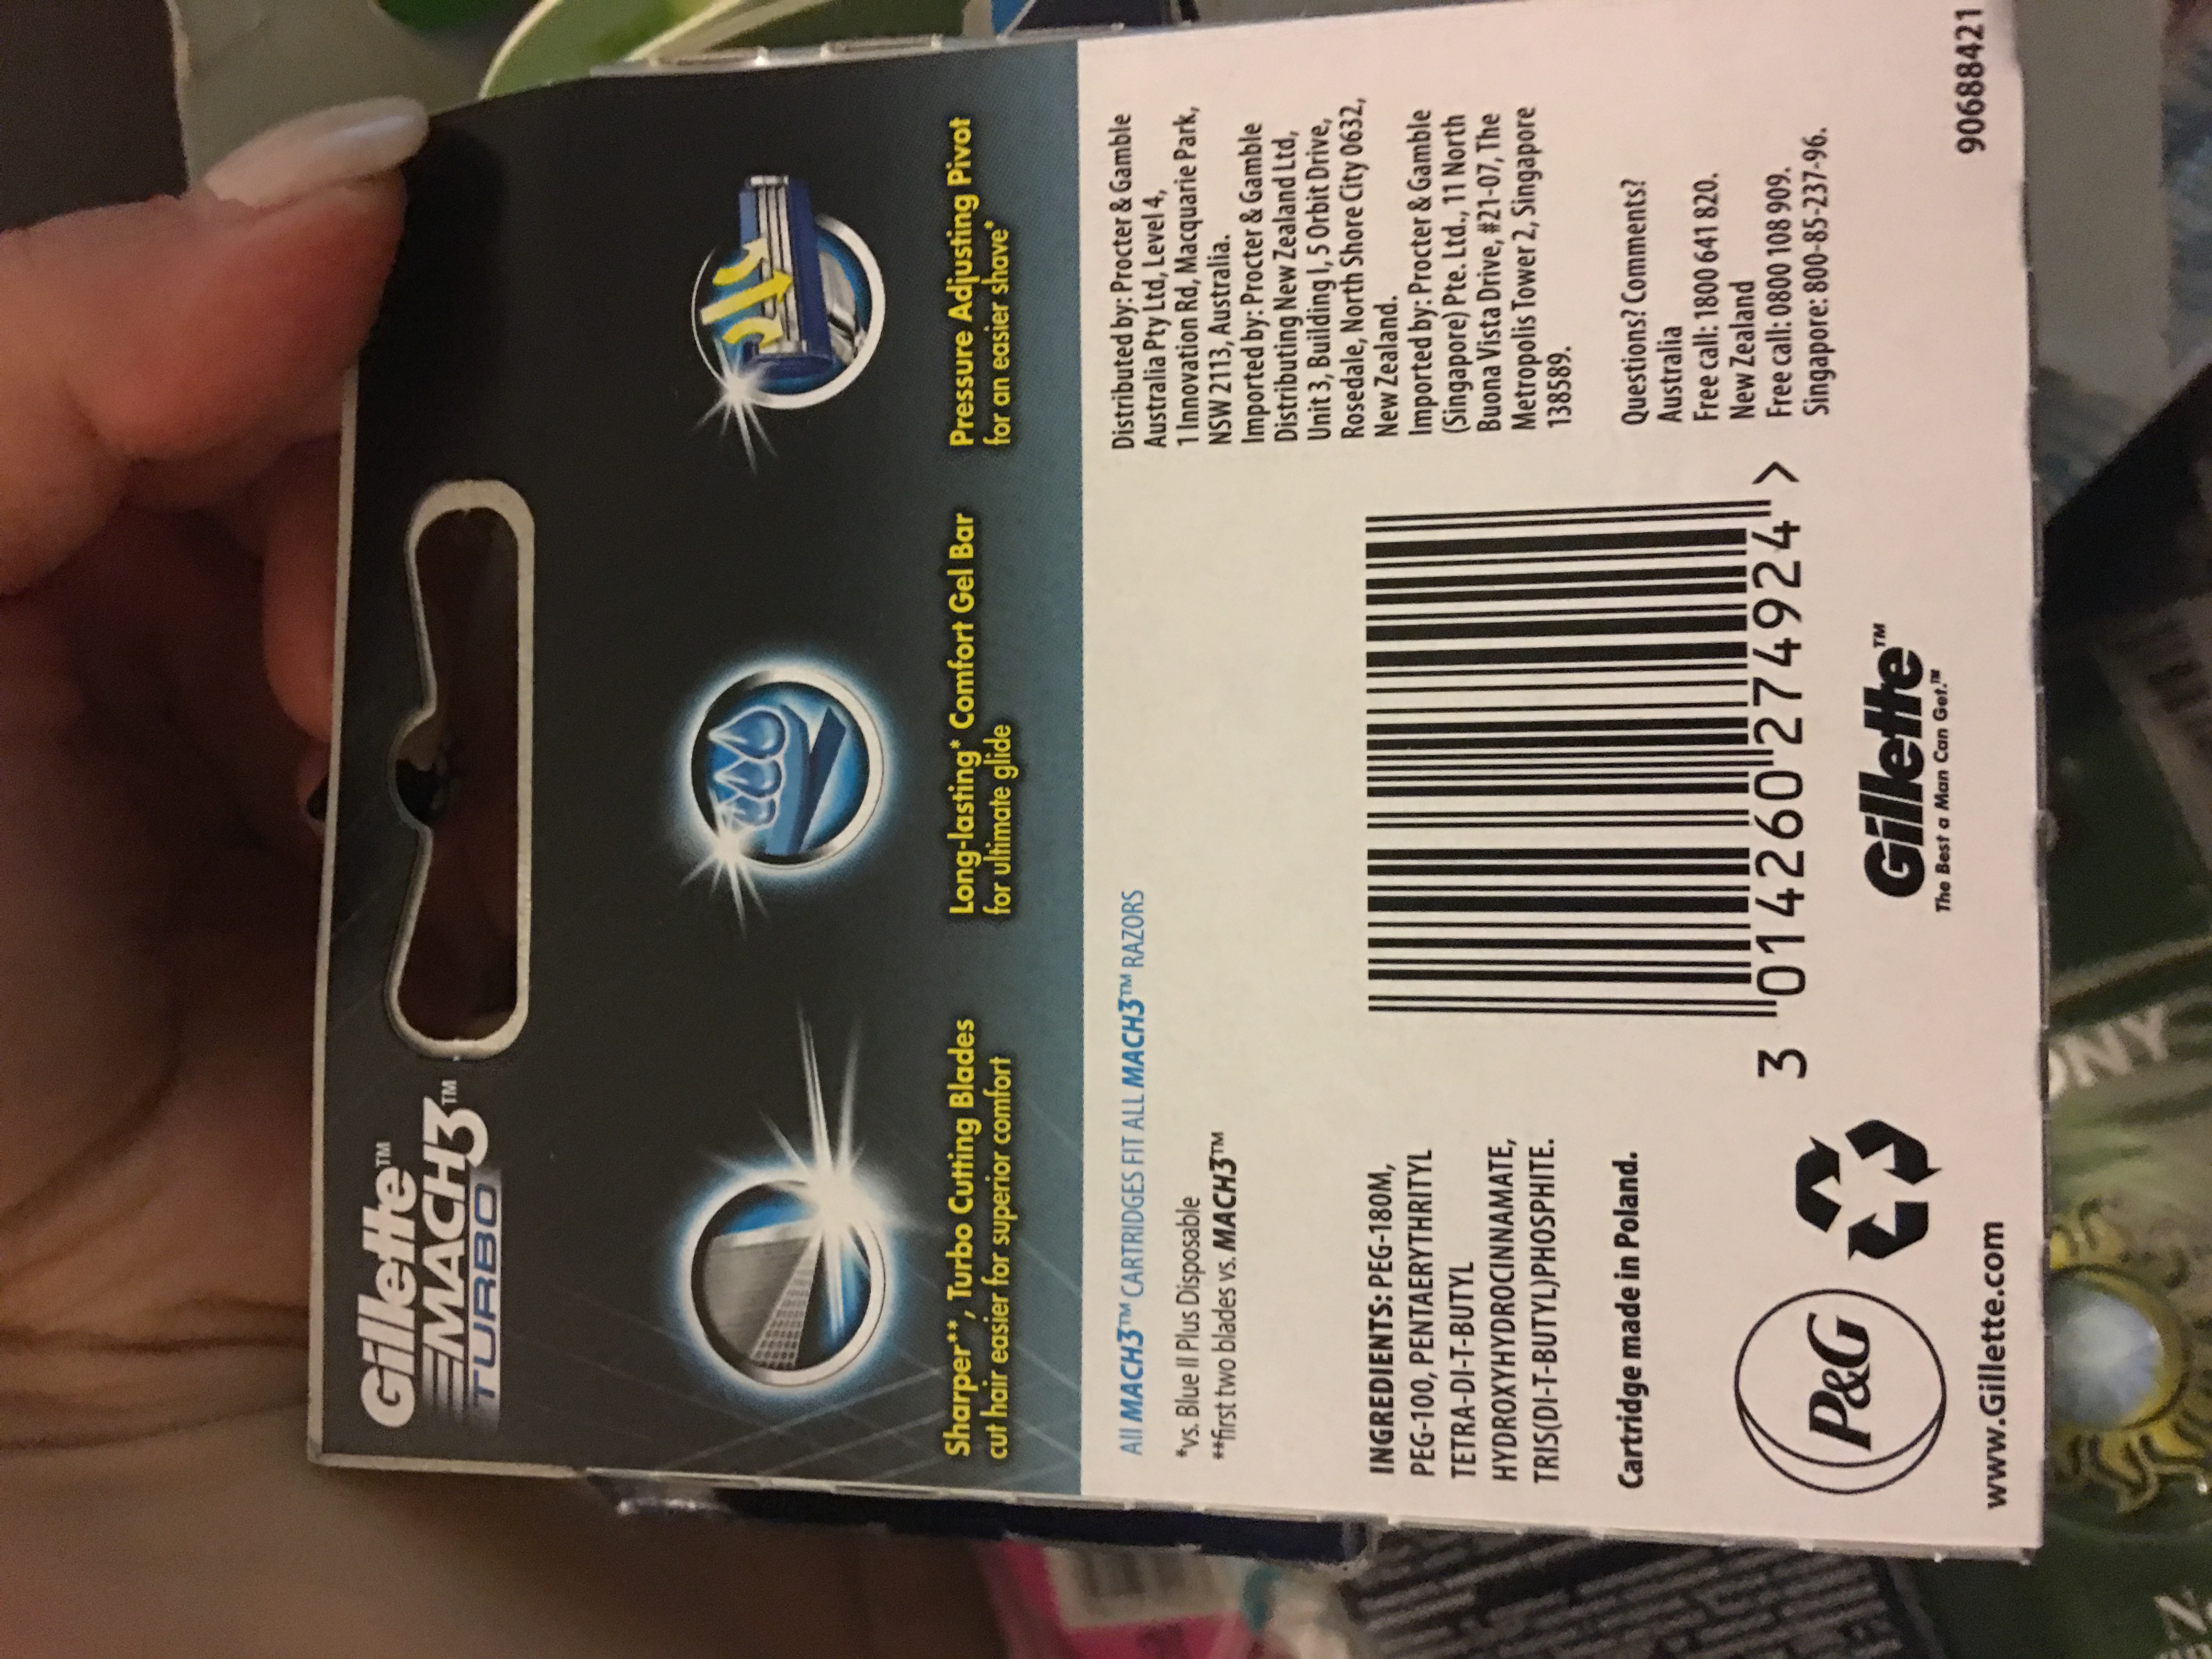 Gillette™
MACH3™
TURBO
Sharper**, Turbo Cutting Blades
cut hair easier for superior comfort
Long-lasting* Comfort Gel Bar
for ultimate glide
Pressure Adjusting Pivot
for an easier shave*
All MACH3™ CARTRIDGES FIT ALL MACH3™ RAZORS
*vs. Blue II Plus Disposable
**first two blades vs. MACH3™
INGREDIENTS: PEG-180M,
PEG-100, PENTAERYTHRITYL
TETRA-DI-T-BUTYL
HYDROXYHYDROCINNAMATE,
TRIS(DI-T-BUTYL)PHOSPHITE.
Cartridge made in Poland.
P&G
www.Gillette.com
3 014260 274924 >
Gillette™
The Best a Man Can Get.™
Distributed by: Procter & Gamble
Australia Pty Ltd, Level 4,
1 Innovation Rd, Macquarie Park,
NSW 2113, Australia.
Imported by: Procter & Gamble
Distributing New Zealand Ltd,
Unit 3, Building 1, 5 Orbit Drive,
Rosedale, North Shore City 0632,
New Zealand.
Imported by: Procter & Gamble
(Singapore) Pte. Ltd., 11 North
Buona Vista Drive, #21-07, The
Metropolis Tower 2, Singapore
138589.
Questions? Comments?
Australia
Free call: 1800 641 820.
New Zealand
Free call: 0800 108 909.
Singapore: 800-85-237-96.
90688421